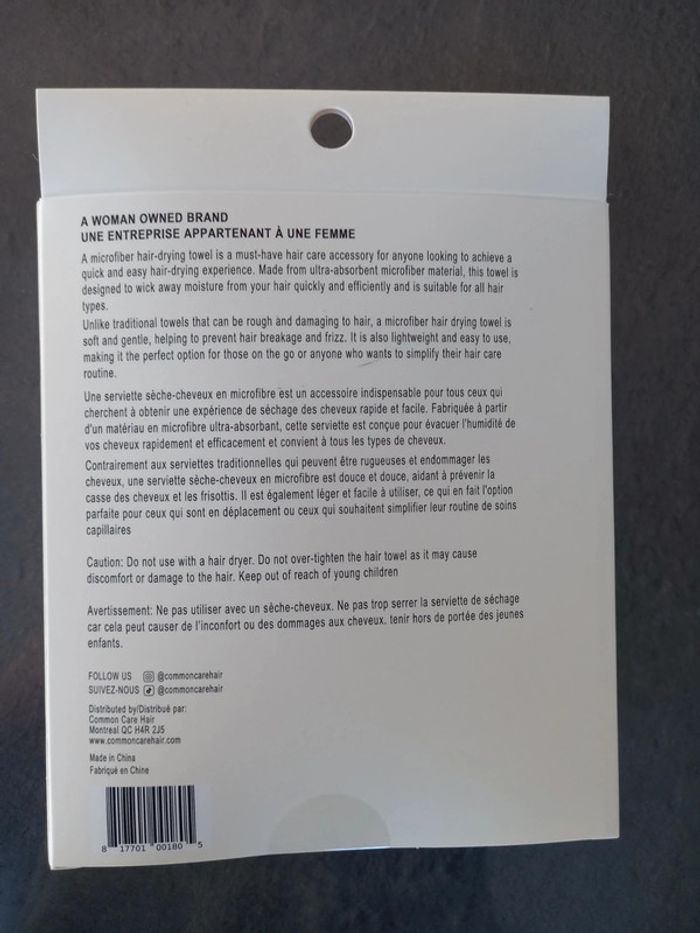 A WOMAN OWNED BRAND
UNE ENTREPRISE APPARTENANT À UNE FEMME
A microfiber hair-drying towel is a must-have hair care accessory for anyone looking to achieve a
quick and easy hair-drying experience. Made from ultra-absorbent microfiber material, this towel is
designed to wick away moisture from your hair quickly and efficiently and is suitable for all hair
types.
Unlike traditional towels that can be rough and damaging to hair, a microfiber hair drying towel is
soft and gentle, helping to prevent hair breakage and frizz. It is also lightweight and easy to use,
making it the perfect option for those on the go or anyone who wants to simplify their hair care
routine.
Une serviette sèche-cheveux en microfibre est un accessoire indispensable pour tous ceux qui
cherchent à obtenir une expérience de séchage des cheveux rapide et facile. Fabriquée à partir
d'un matériau en microfibre ultra-absorbant, cette serviette est conçue pour évacuer l'humidité de
vos cheveux rapidement et efficacement et convient à tous les types de cheveux.
Contrairement aux serviettes traditionnelles qui peuvent être rugueuses et endommager les
cheveux, une serviette sèche-cheveux en microfibre est douce et douce, aidant à prévenir la
casse des cheveux et les frisottis. Il est également léger et facile à utiliser, ce qui en fait l'option
parfaite pour ceux qui sont en déplacement ou ceux qui souhaitent simplifier leur routine de soins
capillaires
Caution: Do not use with a hair dryer. Do not over-tighten the hair towel as it may cause
discomfort or damage to the hair. Keep out of reach of young children
Avertissement: Ne pas utiliser avec un sèche-cheveux. Ne pas trop serrer la serviette de séchage
car cela peut causer de l'inconfort ou des dommages aux cheveux. tenir hors de portée des jeunes
enfants.
FOLLOW US @commoncarehair
SUIVEZ-NOUS @commoncarehair
Distributed by/Distribué par:
Common Care Hair
Montreal QC H4R 2J5
www.commoncarehair.com
Made in China
Fabriqué en Chine
8 17701 00180 5